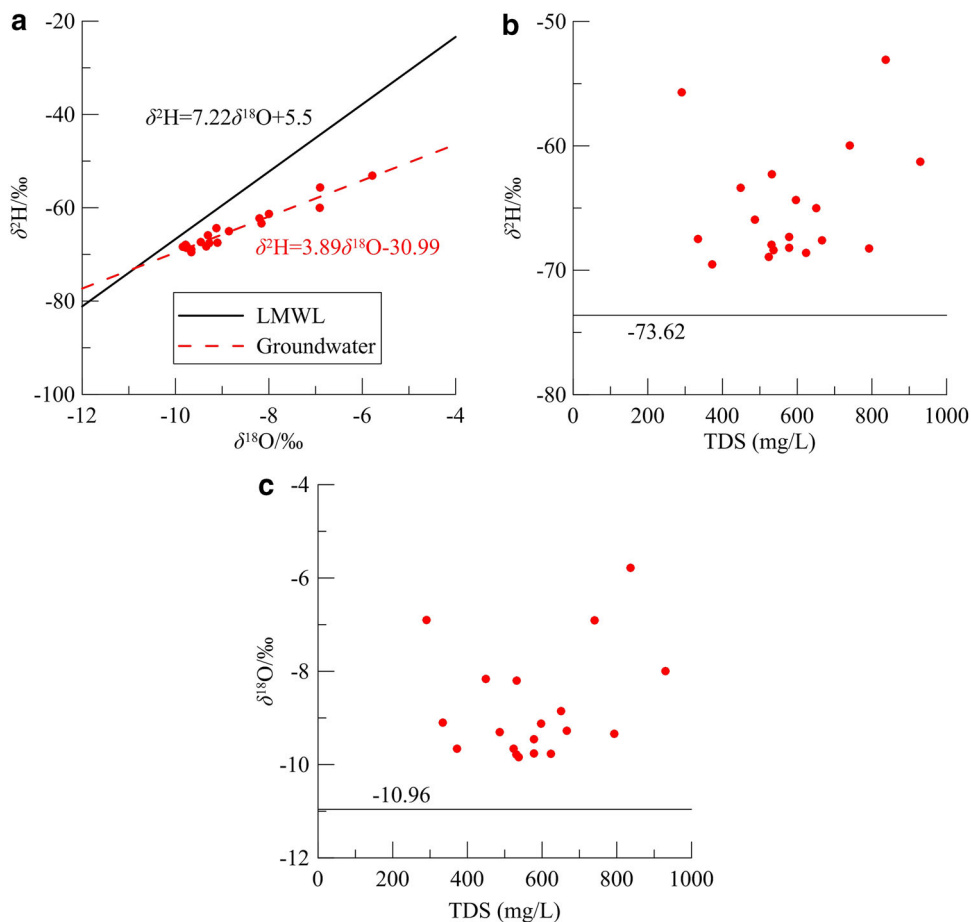 a
-20
-40
-60
-80
-100
δ²H/‰
δ²H=7.22δ¹⁸O+5.5
δ²H=3.89δ¹⁸O-30.99
LMWL
Groundwater
-12 -10 -8 -6 -4
δ¹⁸O/‰
b
-50
-60
-70
-80
δ²H/‰
-73.62
0 200 400 600 800 1000
TDS (mg/L)
c
-4
-6
-8
-10
-12
δ¹⁸O/‰
-10.96
0 200 400 600 800 1000
TDS (mg/L)